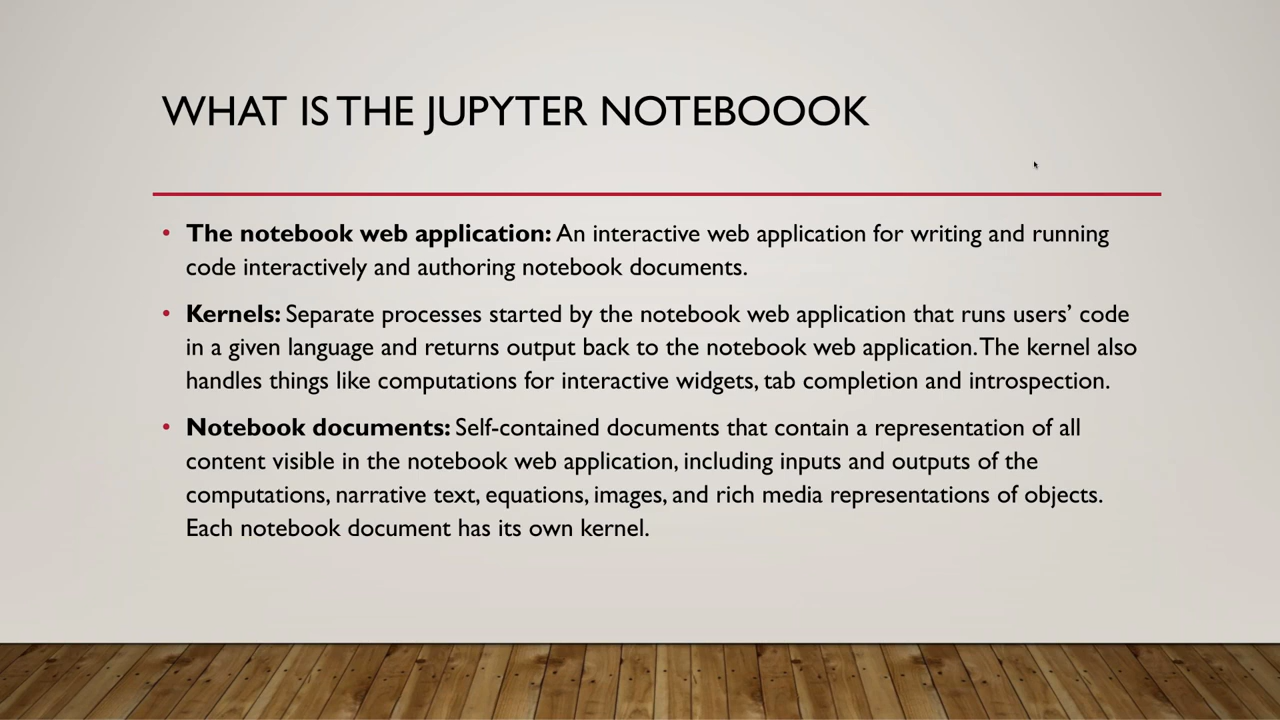 WHAT IS THE JUPYTER NOTEBOOOK
• The notebook web application: An interactive web application for writing and running
code interactively and authoring notebook documents.
• Kernels: Separate processes started by the notebook web application that runs users’ code
in a given language and returns output back to the notebook web application. The kernel also
handles things like computations for interactive widgets, tab completion and introspection.
• Notebook documents: Self-contained documents that contain a representation of all
content visible in the notebook web application, including inputs and outputs of the
computations, narrative text, equations, images, and rich media representations of objects.
Each notebook document has its own kernel.